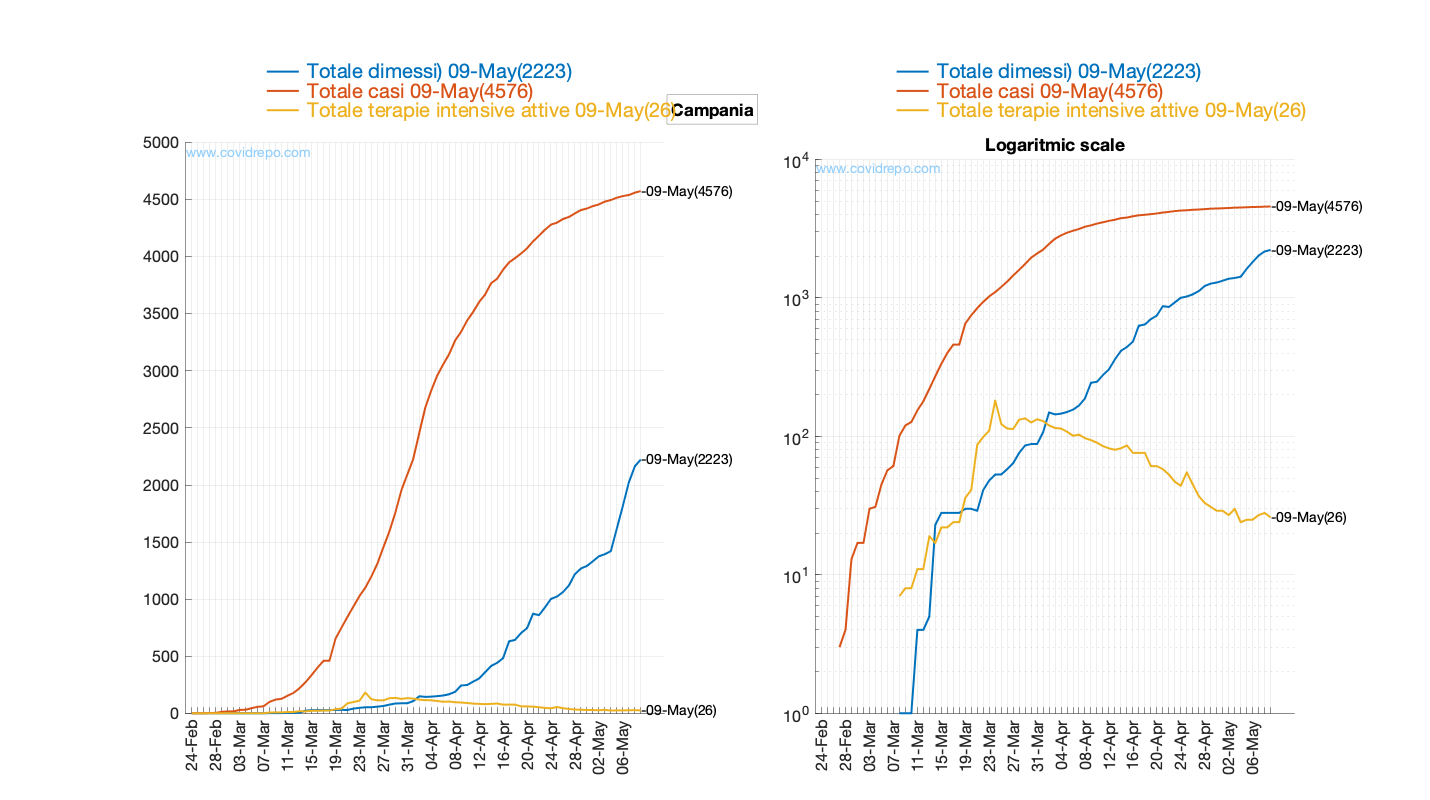 Totale dimessi) 09-May(2223)
Totale casi 09-May(4576)
Totale terapie intensive attive 09-May(26)
Campania
5000
4500
4000
3500
3000
2500
2000
1500
1000
500
0
www.covidrepo.com
-09-May(4576)
-09-May(2223)
-09-May(26)
24-Feb
28-Feb
03-Mar
07-Mar
11-Mar
15-Mar
19-Mar
23-Mar
27-Mar
31-Mar
04-Apr
08-Apr
12-Apr
16-Apr
20-Apr
24-Apr
28-Apr
02-May
06-May
Totale dimessi) 09-May(2223)
Totale casi 09-May(4576)
Totale terapie intensive attive 09-May(26)
Logaritmic scale
10^4
10^3
10^2
10^1
10^0
www.covidrepo.com
-09-May(4576)
-09-May(2223)
-09-May(26)
24-Feb
28-Feb
03-Mar
07-Mar
11-Mar
15-Mar
19-Mar
23-Mar
27-Mar
31-Mar
04-Apr
08-Apr
12-Apr
16-Apr
20-Apr
24-Apr
28-Apr
02-May
06-May